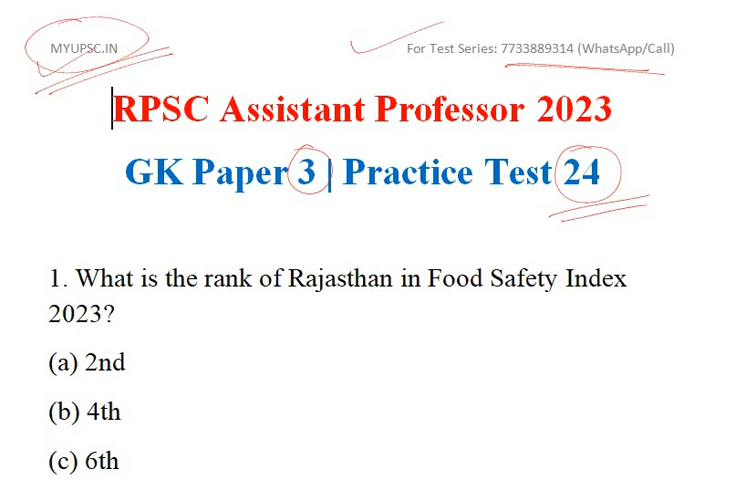 MYUPSC.IN
For Test Series: 7733889314 (WhatsApp/Call)
RPSC Assistant Professor 2023
GK Paper 3 | Practice Test 24
1. What is the rank of Rajasthan in Food Safety Index
2023?
(a) 2nd
(b) 4th
(c) 6th